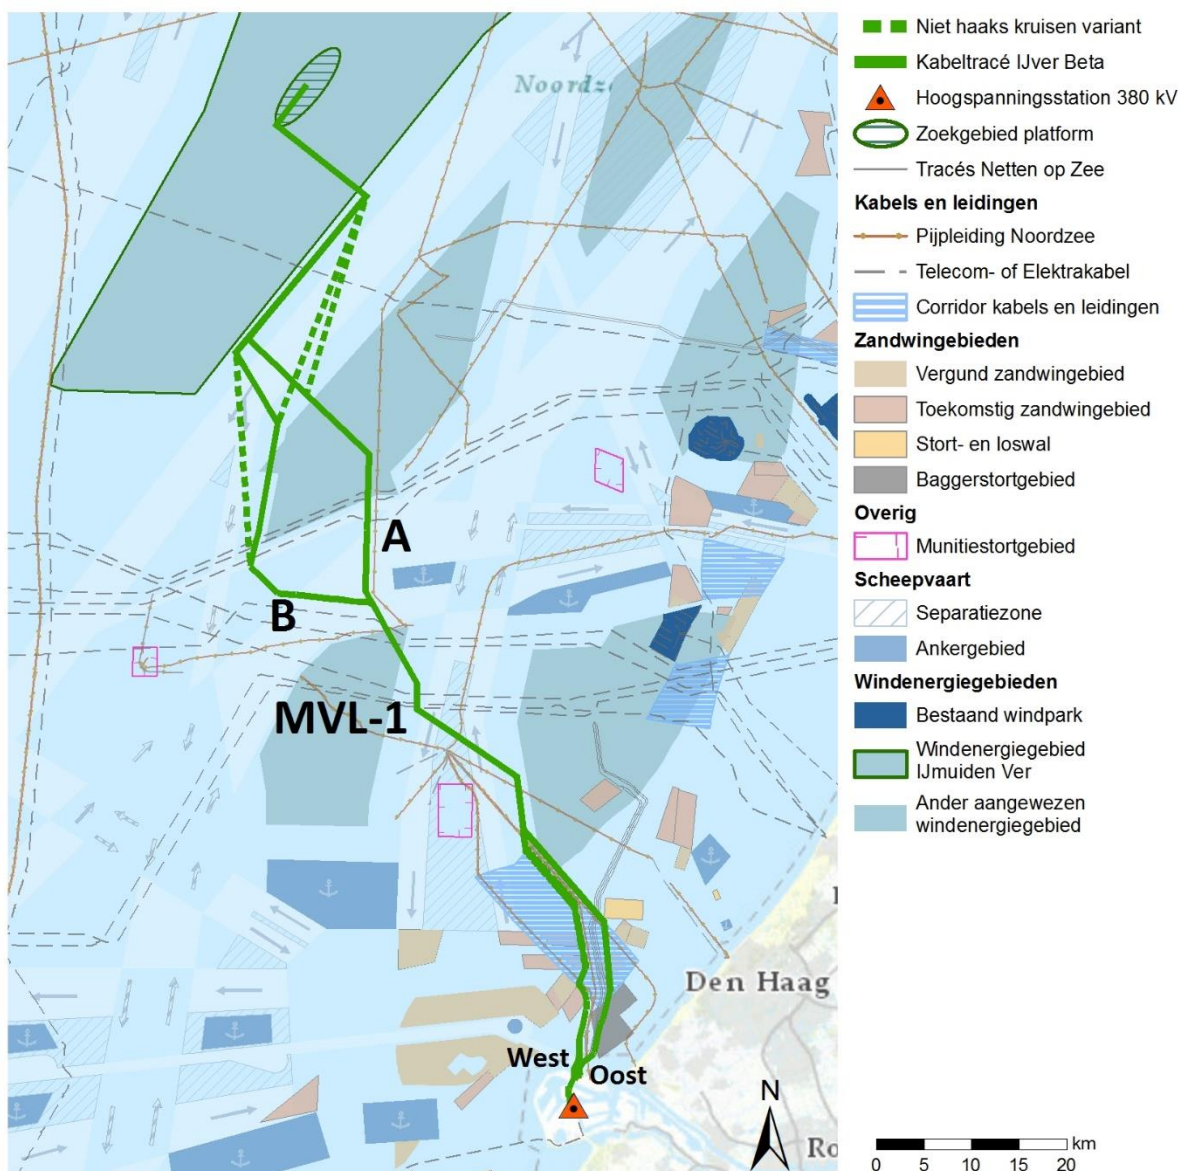 Noordz
A
B
MVL-1
Den Haag
West
Oost
Ro
N
Niet haaks kruisen variant
Kabeltracé IJver Beta
Hoogspanningsstation 380 kV
Zoekgebied platform
Tracés Netten op Zee
Kabels en leidingen
Pijpleiding Noordzee
Telecom- of Elektrakabel
Corridor kabels en leidingen
Zandwingebieden
Vergund zandwingebied
Toekomstig zandwingebied
Stort- en loswal
Baggerstortgebied
Overig
Munitiestortgebied
Scheepvaart
Separatiezone
Ankergebied
Windenergiegebieden
Bestaand windpark
Windenergiegebied
IJmuiden Ver
Ander aangewezen
windenergiegebied
km
0 5 10 15 20